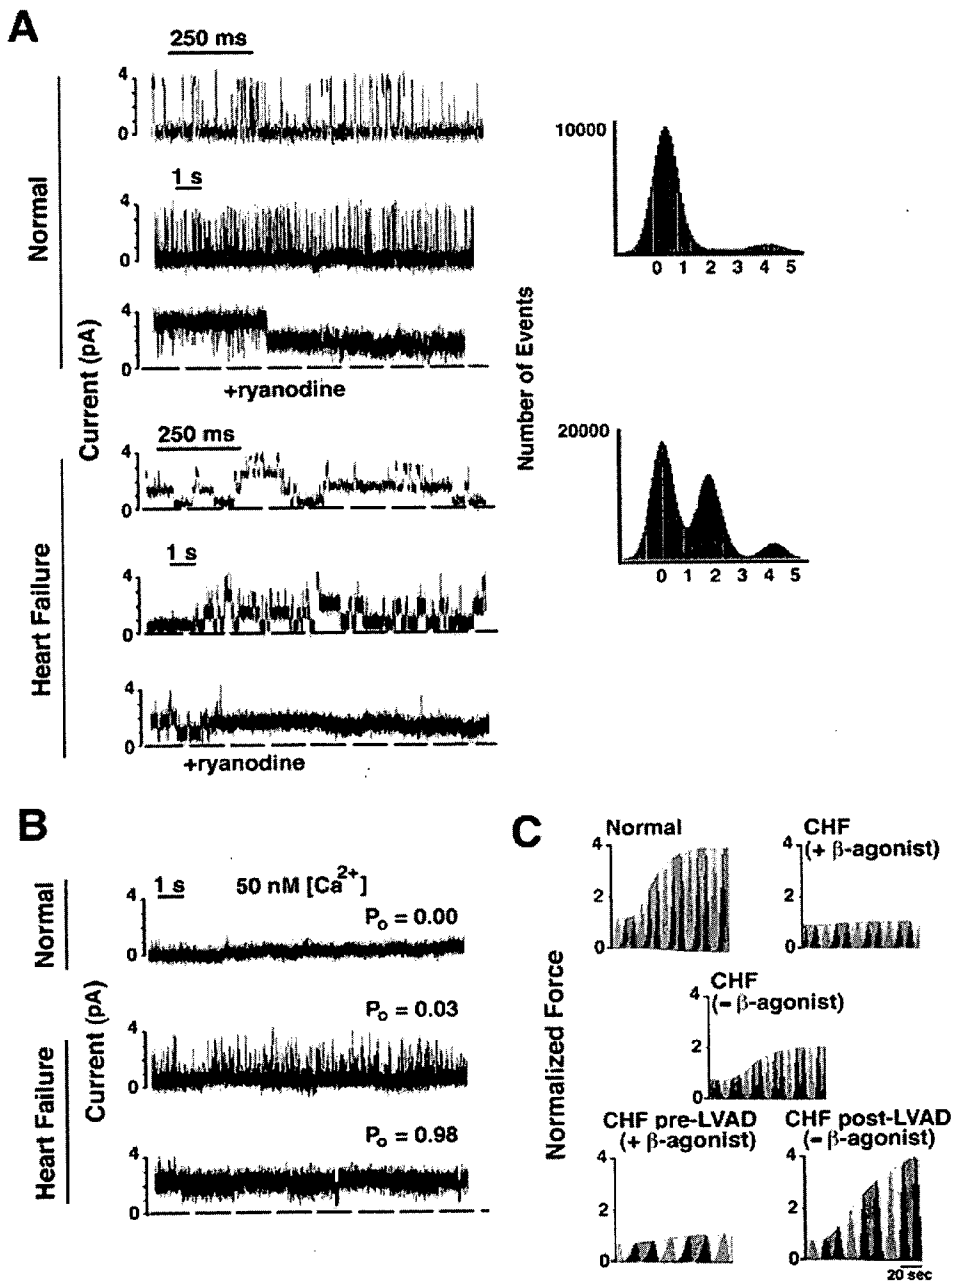 A
250 ms
4
0
1 s
4
0
4
0
+ryanodine
Normal
Current (pA)
250 ms
4
0
1 s
4
0
4
0
+ryanodine
Heart Failure
10000
0 1 2 3 4 5
Number of Events
20000
0 1 2 3 4 5
B
1 s 50 nM [Ca2+]
4
Po = 0.00
0
Normal
Po = 0.03
4
0
Current (pA)
Po = 0.98
4
0
Heart Failure
C
Normal
4
2
0
CHF
(+ β-agonist)
4
2
0
CHF
(– β-agonist)
4
2
0
Normalized Force
CHF pre-LVAD
(+ β-agonist)
4
2
0
CHF post-LVAD
(– β-agonist)
4
2
0
20 sec